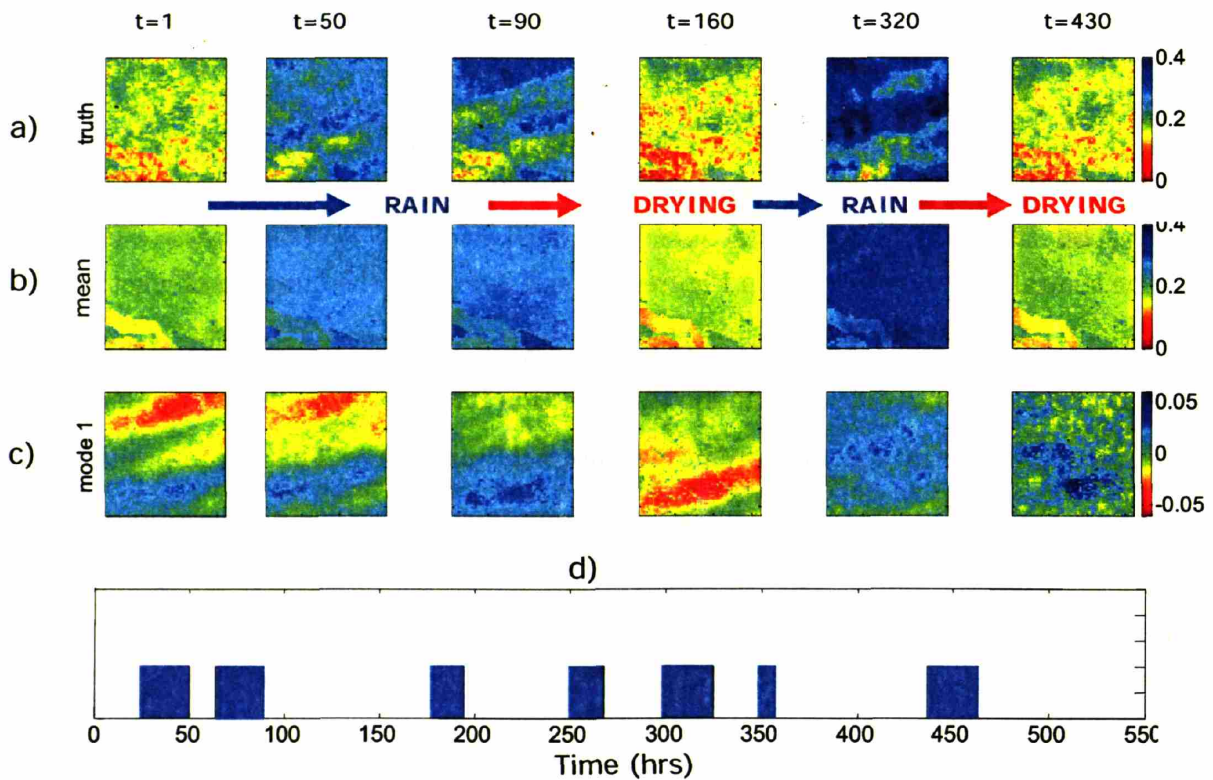 t=1 t=50 t=90 t=160 t=320 t=430
a) truth 0.4
0.2
0
RAIN DRYING RAIN DRYING
b) mean 0.4
0.2
0
c) mode 1 0.05
0
-0.05
d)
0 50 100 150 200 250 300 350 400 450 500 550
Time (hrs)